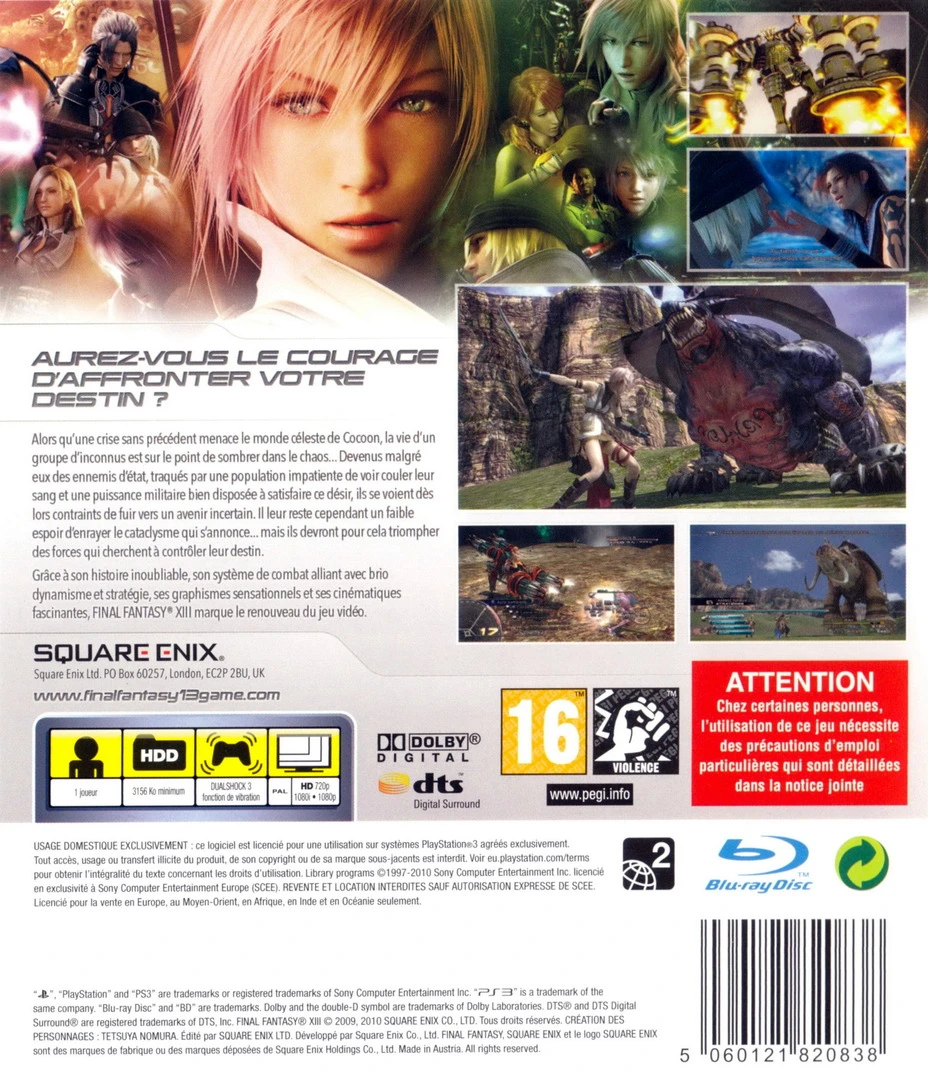 AUREZ-VOUS LE COURAGE
D'AFFRONTER VOTRE
DESTIN ?
Alors qu'une crise sans précédent menace le monde céleste de Cocoon, la vie d'un
groupe d'inconnus est sur le point de sombrer dans le chaos... Devenus malgré
eux des ennemis d'état, traqués par une population impatiente de voir couler leur
sang et une puissance militaire bien disposée à satisfaire ce désir, ils se voient dès
lors contraints de fuir vers un avenir incertain. Il leur reste cependant un faible
espoir d'enrayer le cataclysme qui s'annonce... mais ils devront pour cela triompher
des forces qui cherchent à contrôler leur destin.
Grâce à son histoire inoubliable, son système de combat alliant avec brio
dynamisme et stratégie, ses graphismes sensationnels et ses cinématiques
fascinantes, FINAL FANTASY® XIII marque le renouveau du jeu vidéo.
17
SQUARE ENIX®
Square Enix Ltd. PO Box 60257, London, EC2P 2BU, UK
www.finalfantasy13game.com
HDD
1 joueur
3156 Ko minimum
DUALSHOCK 3
fonction de vibration
PAL
HD 720p
1080i • 1080p
DOLBY®
DIGITAL
dts™
Digital Surround
16™
™
VIOLENCE
www.pegi.info
ATTENTION
Chez certaines personnes,
l'utilisation de ce jeu nécessite
des précautions d'emploi
particulières qui sont détaillées
dans la notice jointe
USAGE DOMESTIQUE EXCLUSIVEMENT : ce logiciel est licencié pour une utilisation sur systèmes PlayStation®3 agréés exclusivement.
Tout accès, usage ou transfert illicite du produit, de son copyright ou de sa marque sous-jacents est interdit. Voir eu.playstation.com/terms
pour obtenir l'intégralité du texte concernant les droits d'utilisation. Library programs ©1997-2010 Sony Computer Entertainment Inc. licencié
en exclusivité à Sony Computer Entertainment Europe (SCEE). REVENTE ET LOCATION INTERDITES SAUF AUTORISATION EXPRESSE DE SCEE.
Licencié pour la vente en Europe, au Moyen-Orient, en Afrique, en Inde et en Océanie seulement.
2
Blu-ray Disc™
“ ”, “PlayStation” and “PS3” are trademarks or registered trademarks of Sony Computer Entertainment Inc. “PS3” is a trademark of the
same company. “Blu-ray Disc” and “BD” are trademarks. Dolby and the double-D symbol are trademarks of Dolby Laboratories. DTS® and DTS Digital
Surround® are registered trademarks of DTS, Inc. FINAL FANTASY® XIII © 2009, 2010 SQUARE ENIX CO., LTD. Tous droits réservés. CRÉATION DES
PERSONNAGES : TETSUYA NOMURA. Édité par SQUARE ENIX LTD. Développé par Square Enix Co., Ltd. FINAL FANTASY, SQUARE ENIX et le logo SQUARE ENIX
sont des marques de fabrique ou des marques déposées de Square Enix Holdings Co., Ltd. Made in Austria. All rights reserved.
5 060121 820838